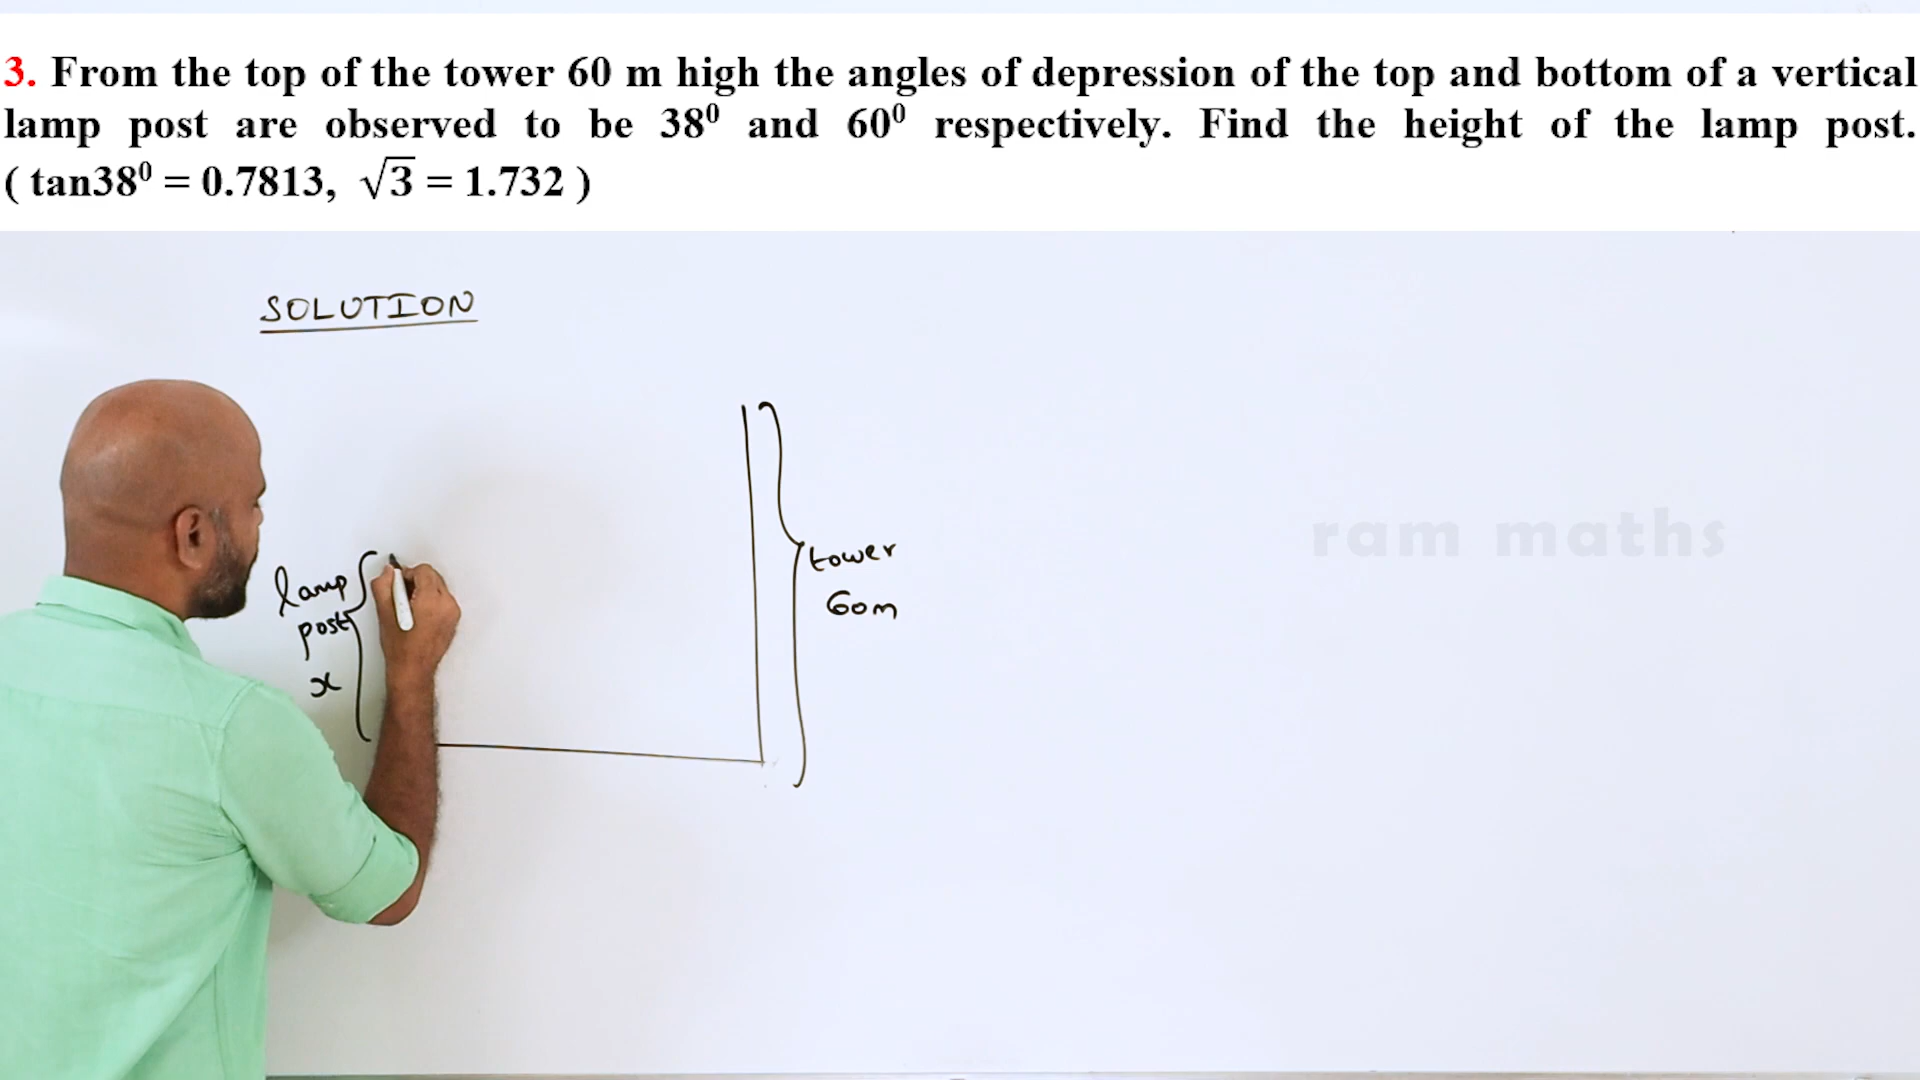 3. From the top of the tower 60 m high the angles of depression of the top and bottom of a vertical
lamp post are observed to be 38⁰ and 60⁰ respectively. Find the height of the lamp post.
( tan38⁰ = 0.7813, √3 = 1.732 )
SOLUTION
ram maths
tower
60m
lamp
post
x